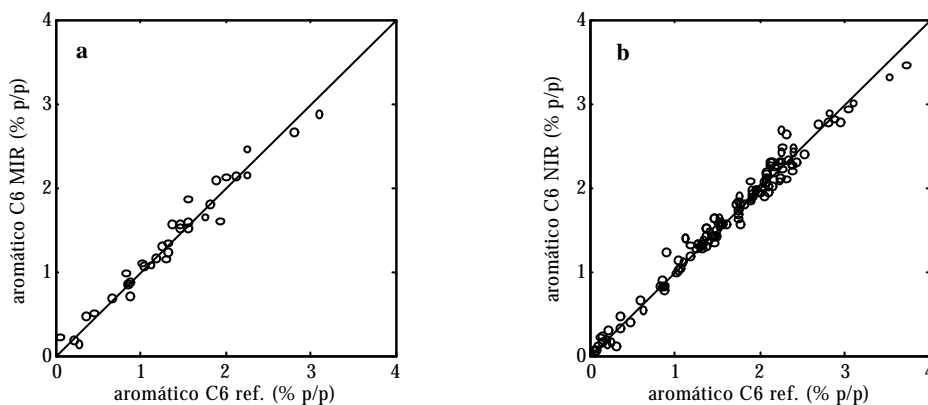 a
aromático C6 MIR (% p/p)
4
3
2
1
0
0 1 2 3 4
aromático C6 ref. (% p/p)
b
aromático C6 NIR (% p/p)
4
3
2
1
0
0 1 2 3 4
aromático C6 ref. (% p/p)